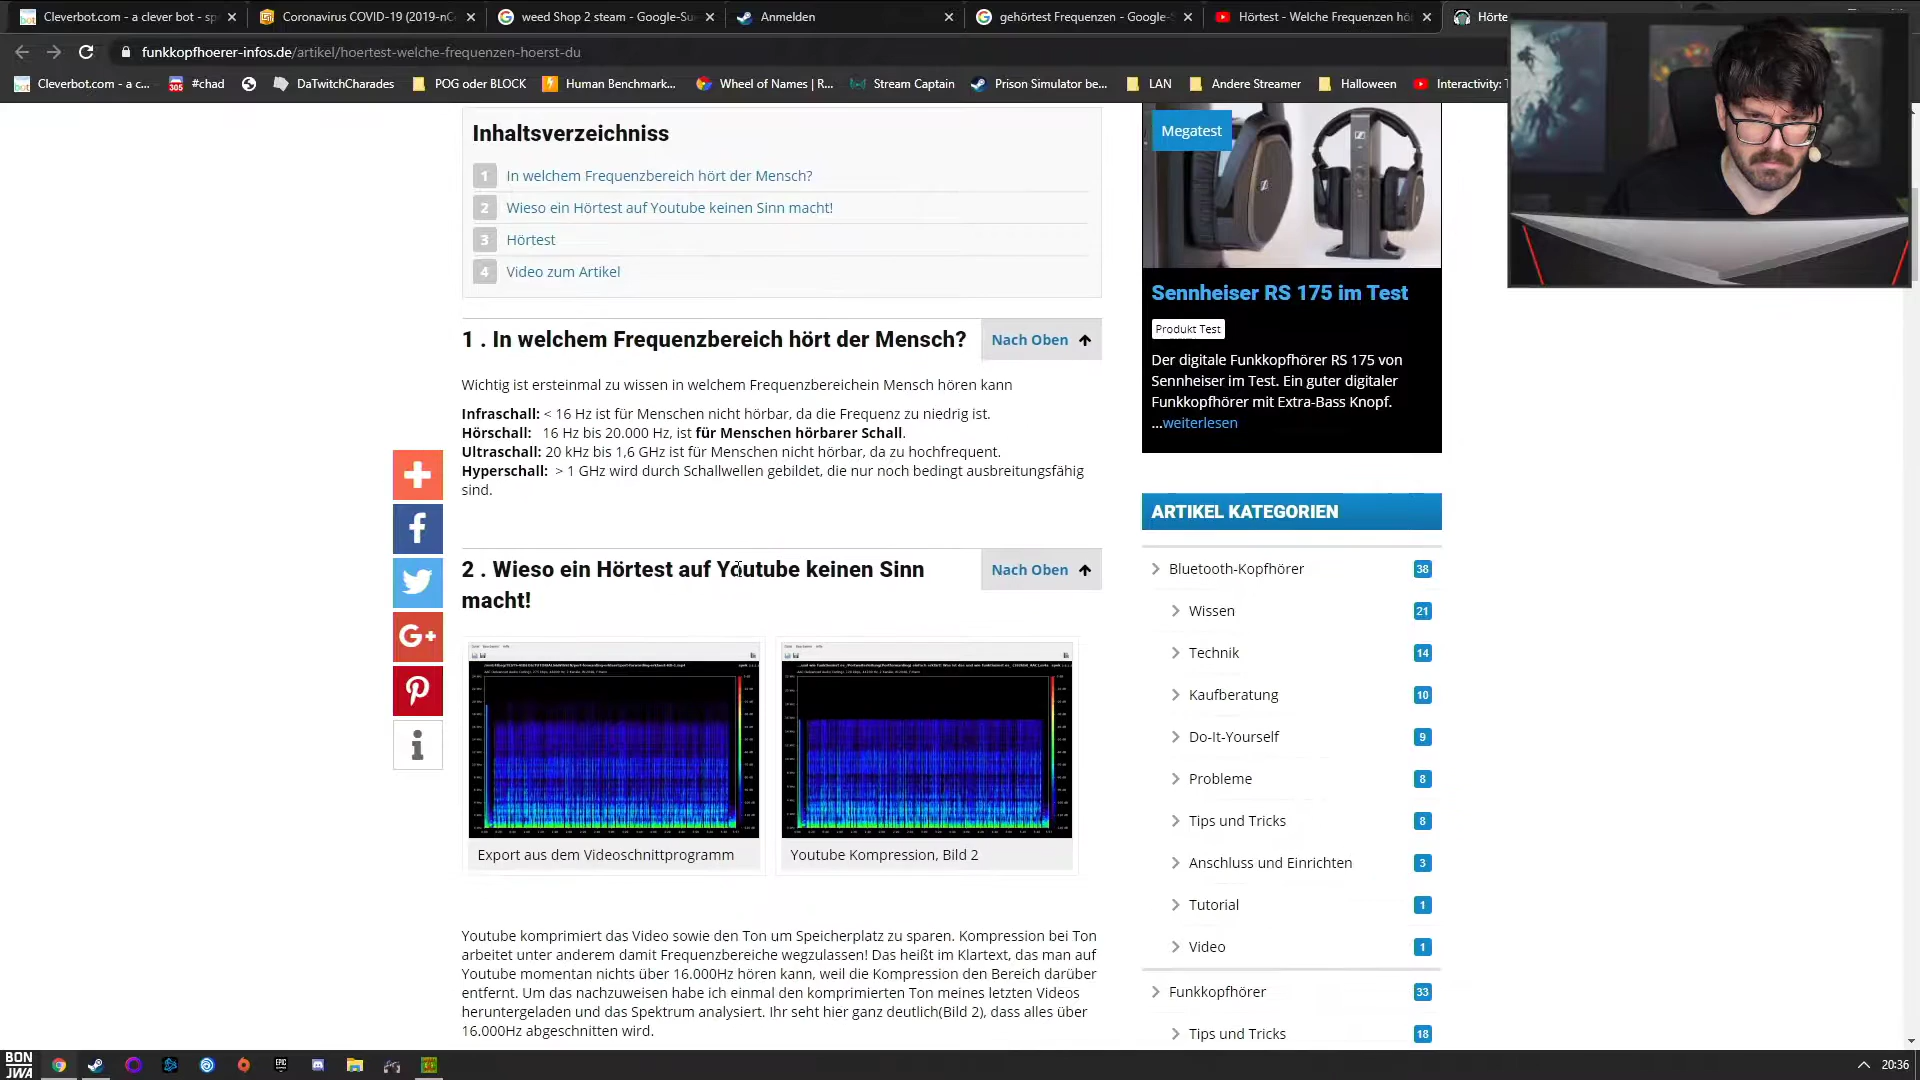 Cleverbot.com - a clever bot - sp
Coronavirus COVID-19 (2019-nC
weed Shop 2 steam - Google-Su
Anmelden
gehörtest Frequenzen - Google-S
Hörtest - Welche Frequenzen hö
Hörte
funkkopfhoerer-infos.de/artikel/hoertest-welche-frequenzen-hoerst-du
Cleverbot.com - a c...
#chad
DaTwitchCharades
POG oder BLOCK
Human Benchmark...
Wheel of Names | R...
Stream Captain
Prison Simulator be...
LAN
Andere Streamer
Halloween
Interactivity:
Inhaltsverzeichniss
1 In welchem Frequenzbereich hört der Mensch?
2 Wieso ein Hörtest auf Youtube keinen Sinn macht!
3 Hörtest
4 Video zum Artikel
1 . In welchem Frequenzbereich hört der Mensch?
Nach Oben
Wichtig ist ersteinmal zu wissen in welchem Frequenzbereichein Mensch hören kann
Infraschall: < 16 Hz ist für Menschen nicht hörbar, da die Frequenz zu niedrig ist.
Hörschall: 16 Hz bis 20.000 Hz, ist für Menschen hörbarer Schall.
Ultraschall: 20 kHz bis 1,6 GHz ist für Menschen nicht hörbar, da zu hochfrequent.
Hyperschall: > 1 GHz wird durch Schallwellen gebildet, die nur noch bedingt ausbreitungsfähig
sind.
2 . Wieso ein Hörtest auf Youtube keinen Sinn
macht!
Nach Oben
Export aus dem Videoschnittprogramm
Youtube Kompression, Bild 2
Youtube komprimiert das Video sowie den Ton um Speicherplatz zu sparen. Kompression bei Ton
arbeitet unter anderem damit Frequenzbereiche wegzulassen! Das heißt im Klartext, das man auf
Youtube momentan nichts über 16.000Hz hören kann, weil die Kompression den Bereich darüber
entfernt. Um das nachzuweisen habe ich einmal den komprimierten Ton meines letzten Videos
heruntergeladen und das Spektrum analysiert. Ihr seht hier ganz deutlich(Bild 2), dass alles über
16.000Hz abgeschnitten wird.
Megatest
Sennheiser RS 175 im Test
Produkt Test
Der digitale Funkkopfhörer RS 175 von
Sennheiser im Test. Ein guter digitaler
Funkkopfhörer mit Extra-Bass Knopf.
...weiterlesen
ARTIKEL KATEGORIEN
Bluetooth-Kopfhörer 38
Wissen 21
Technik 14
Kaufberatung 10
Do-It-Yourself 9
Probleme 8
Tips und Tricks 8
Anschluss und Einrichten 3
Tutorial 1
Video 1
Funkkopfhörer 33
Tips und Tricks 18
BON
JWA
EPIC
20:36